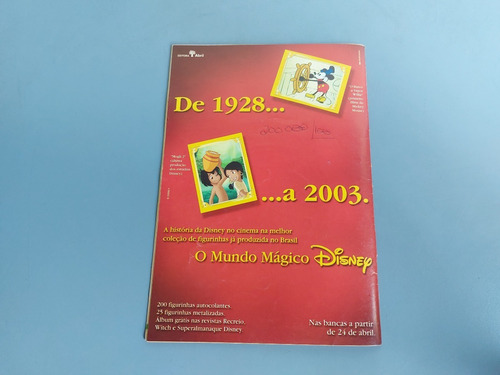 Abril
De 1928...
...a 2003.
A história da Disney no cinema na melhor
coleção de figurinhas já produzida no Brasil
O Mundo Mágico Disney
200 figurinhas autocolantes.
25 figurinhas metalizadas.
Álbum grátis nas revistas Recreio,
Witch e Superalmanaque Disney
Nas bancas a partir
de 24 de abril.